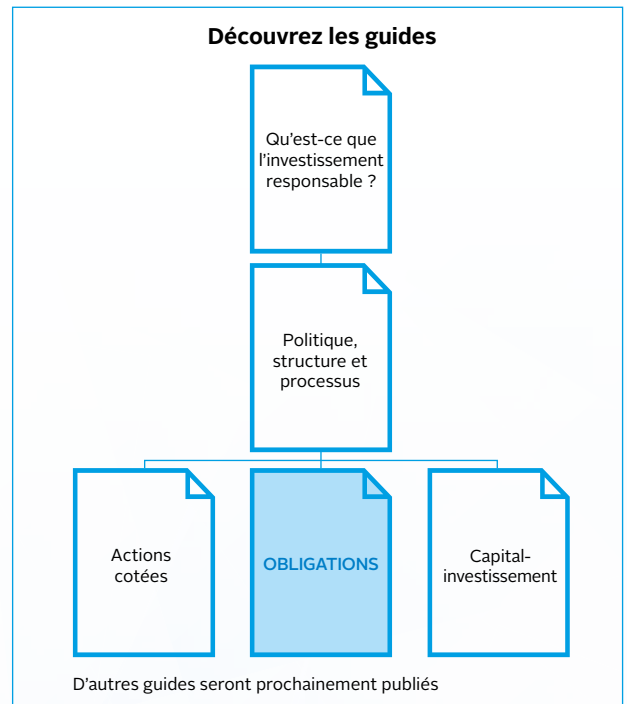 Découvrez les guides
Qu'est-ce que
l'investissement
responsable ?
Politique,
structure et
processus
Actions
cotées
OBLIGATIONS
Capital-
investissement
D'autres guides seront prochainement publiés